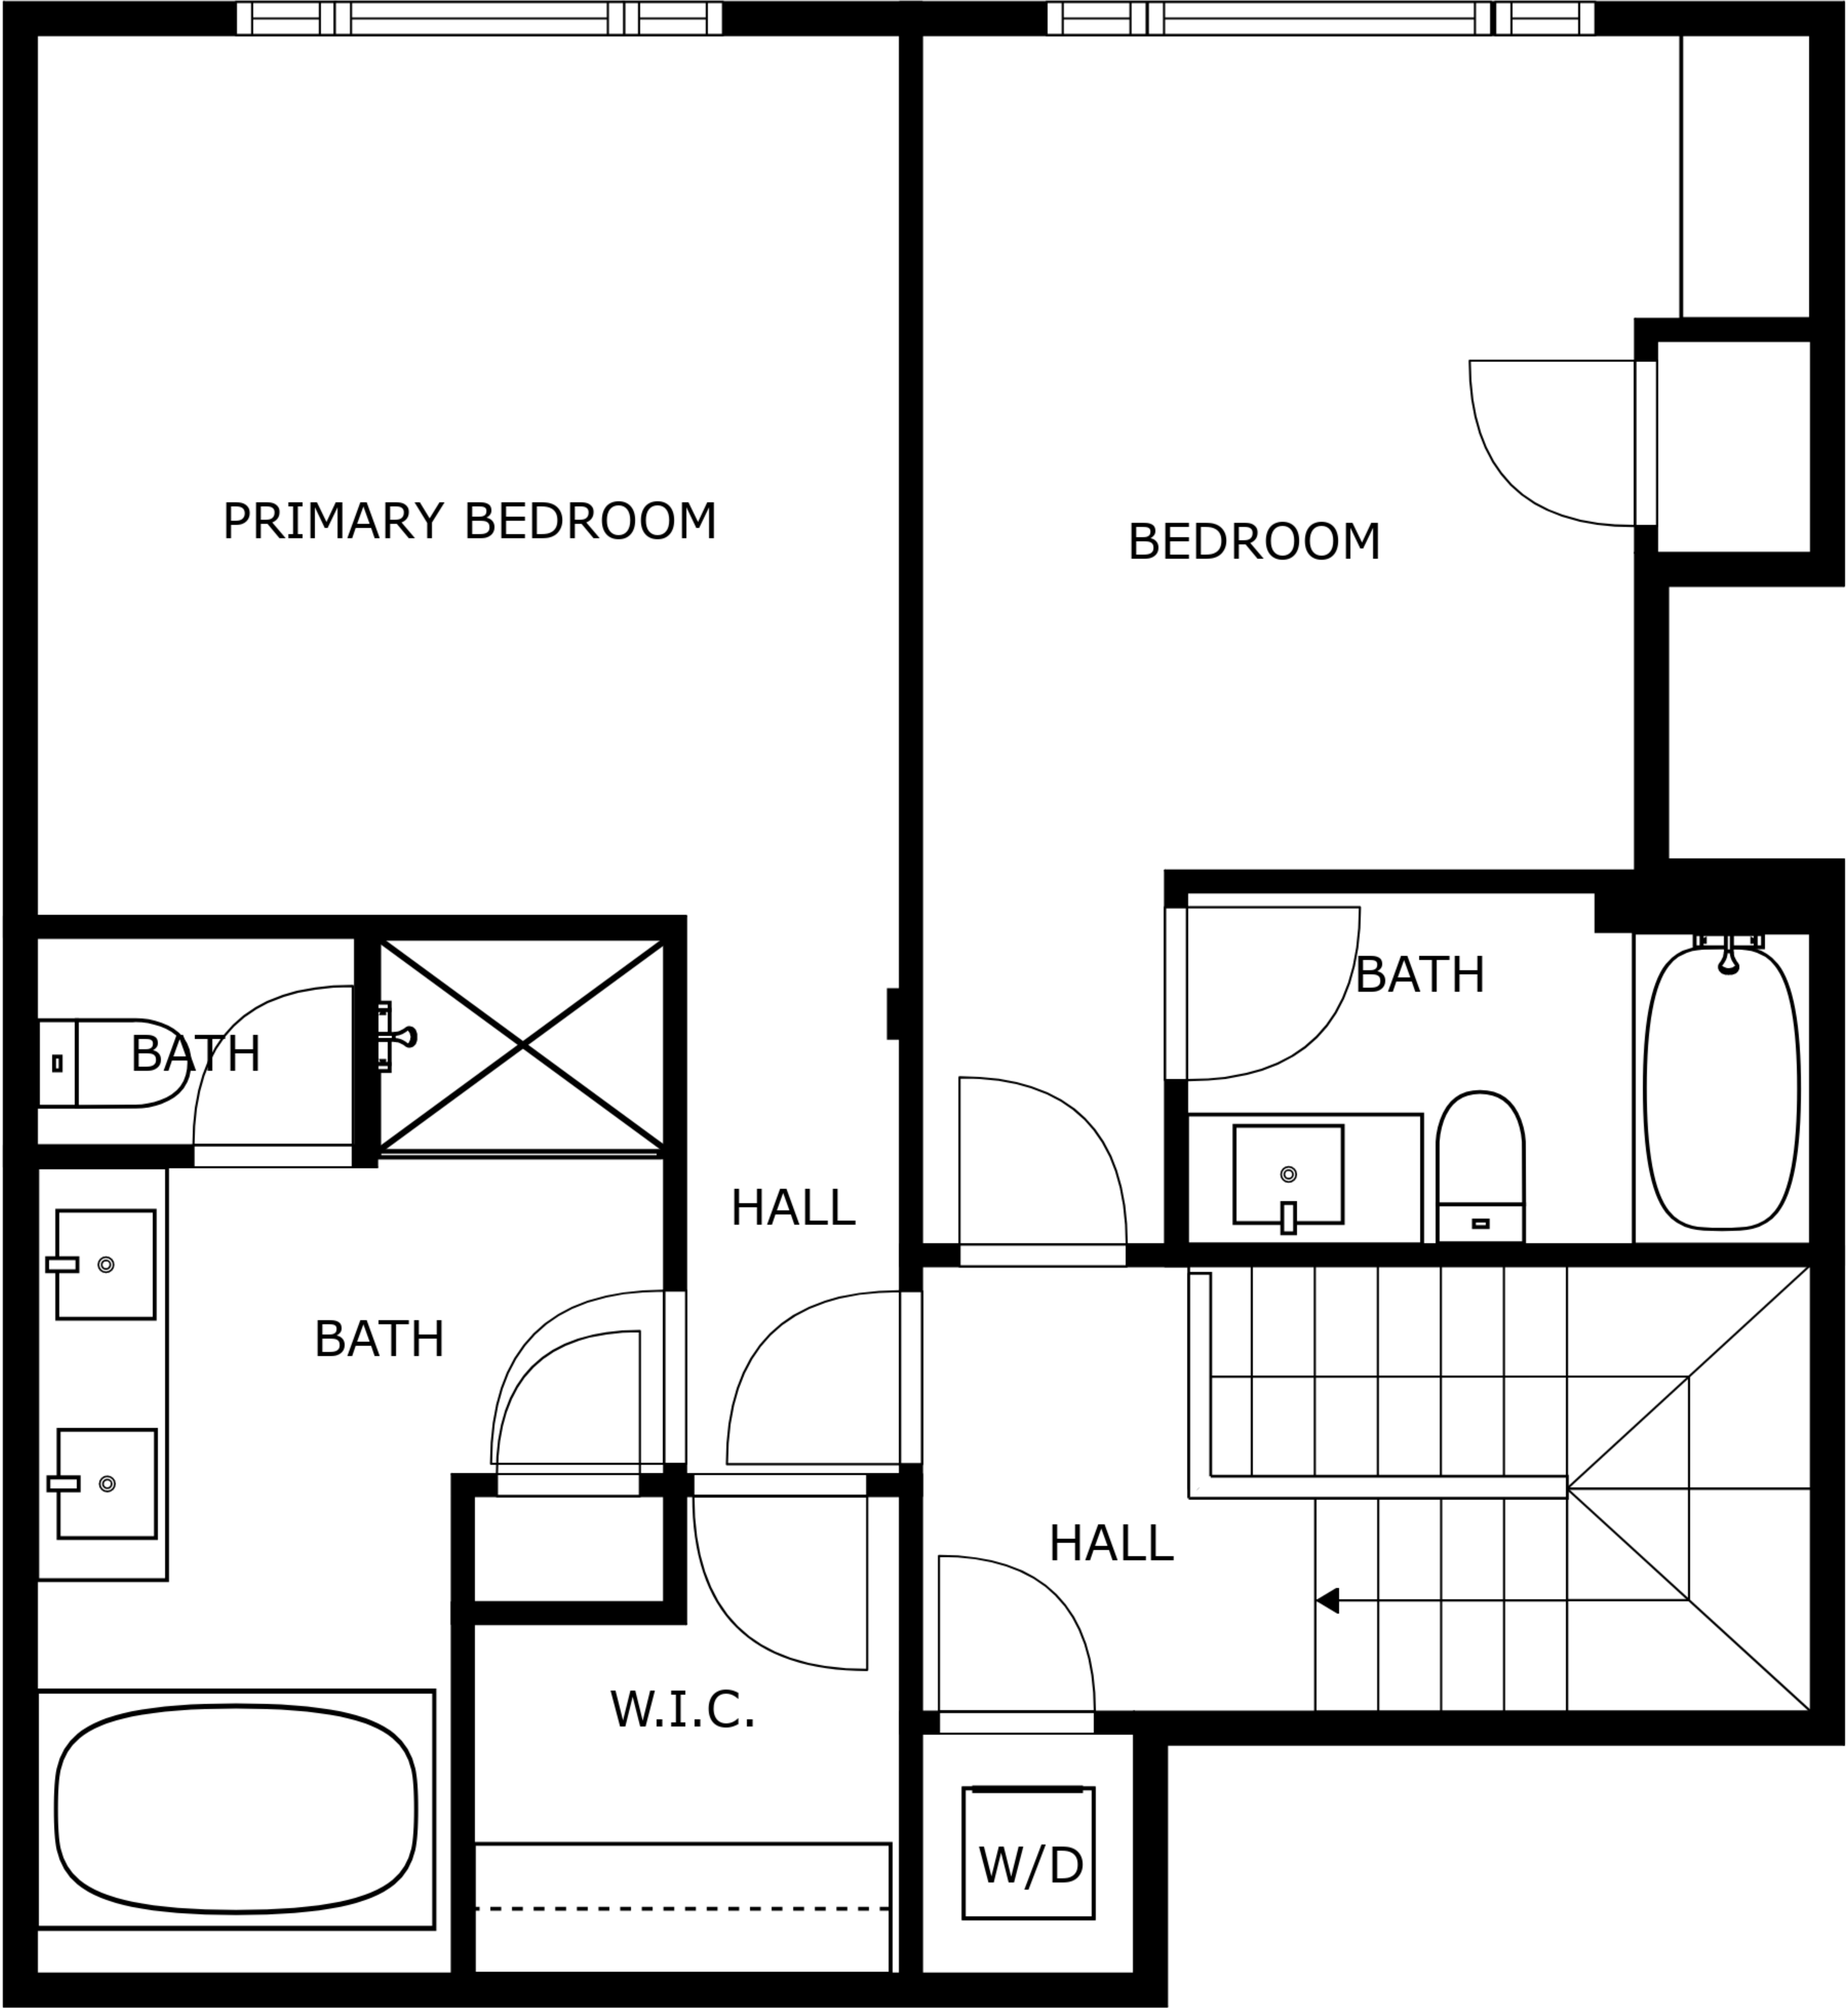 PRIMARY BEDROOM
BEDROOM
BATH
BATH
HALL
BATH
HALL
W.I.C.
W/D